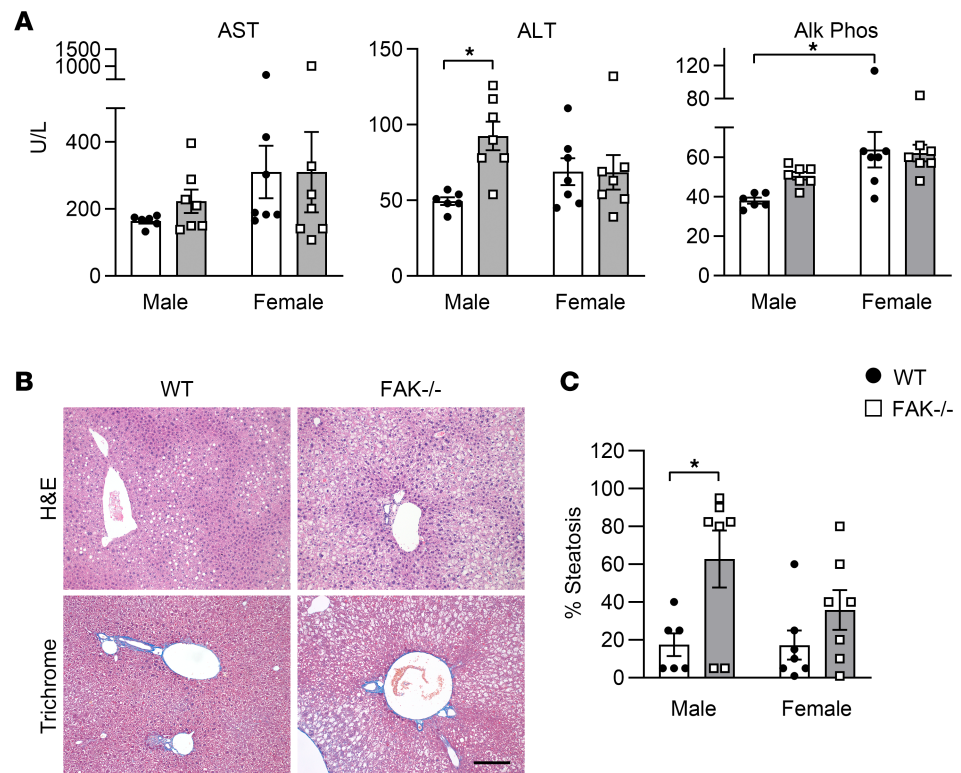 A
AST
ALT
Alk Phos
U/L
1500
1000
400
200
0
Male
Female
150
100
50
0
*
Male
Female
120
80
60
40
20
0
*
Male
Female
B
WT
FAK-/-
H&E
Trichrome
C
WT
FAK-/-
% Steatosis
120
100
80
60
40
20
0
*
Male
Female